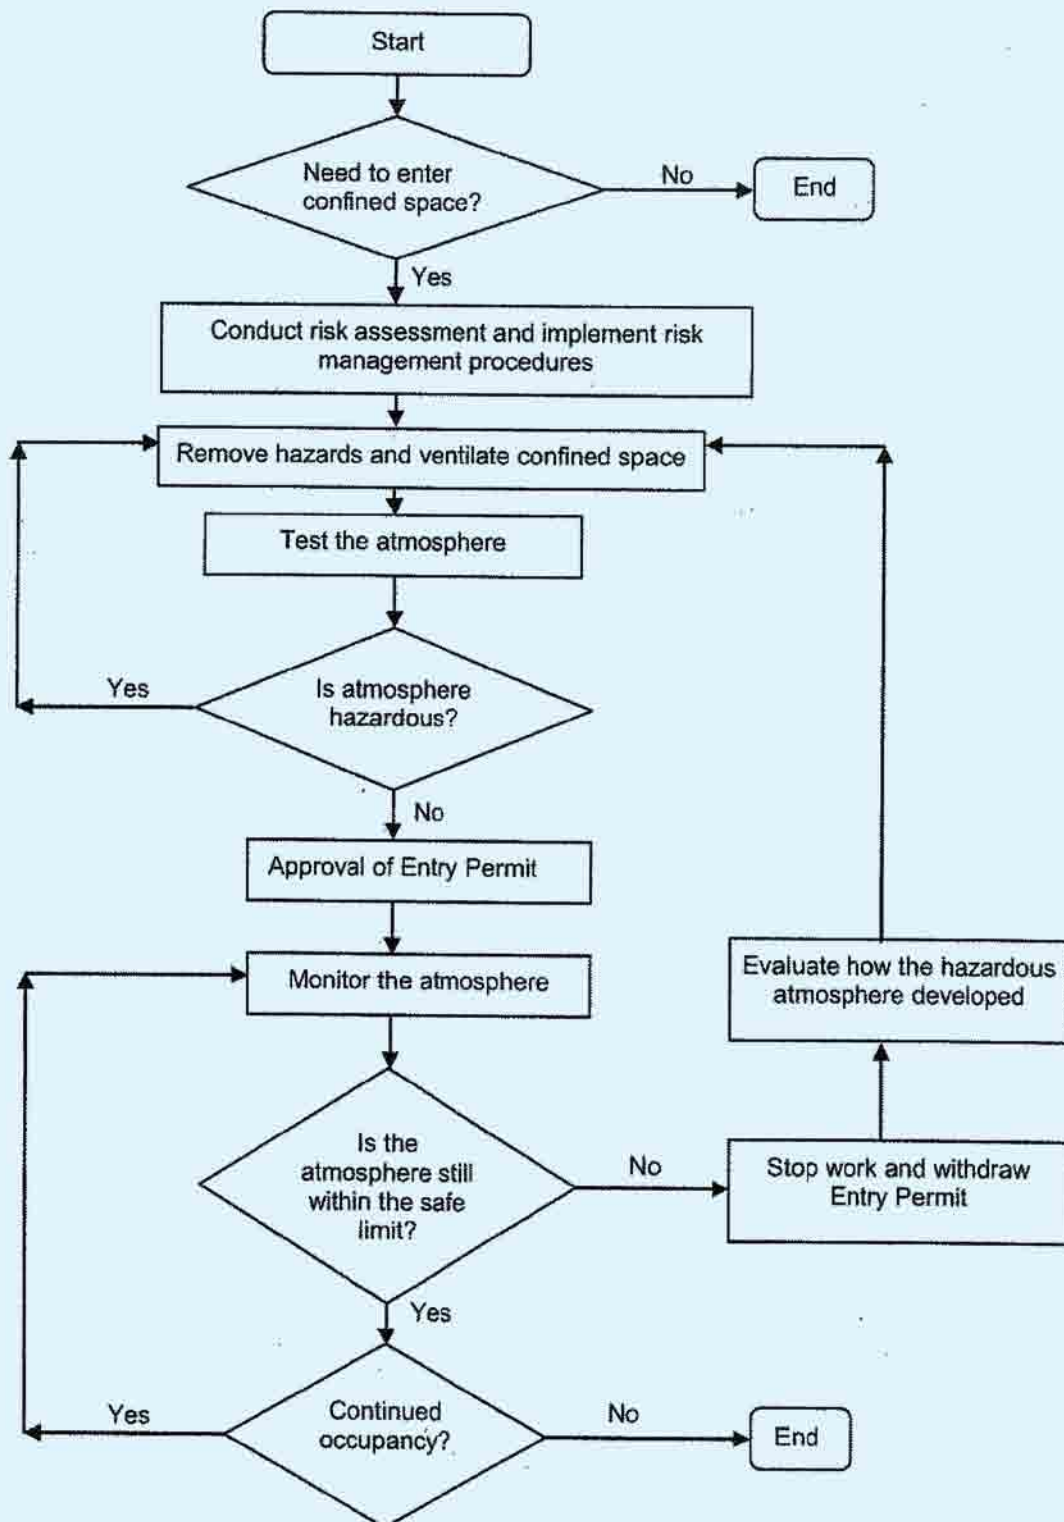 Start
Need to enter
confined space?
No
End
Yes
Conduct risk assessment and implement risk
management procedures
Remove hazards and ventilate confined space
Test the atmosphere
Is atmosphere
hazardous?
Yes
No
Approval of Entry Permit
Monitor the atmosphere
Evaluate how the hazardous
atmosphere developed
Is the
atmosphere still
within the safe
limit?
No
Stop work and withdraw
Entry Permit
Yes
Continued
occupancy?
Yes
No
End